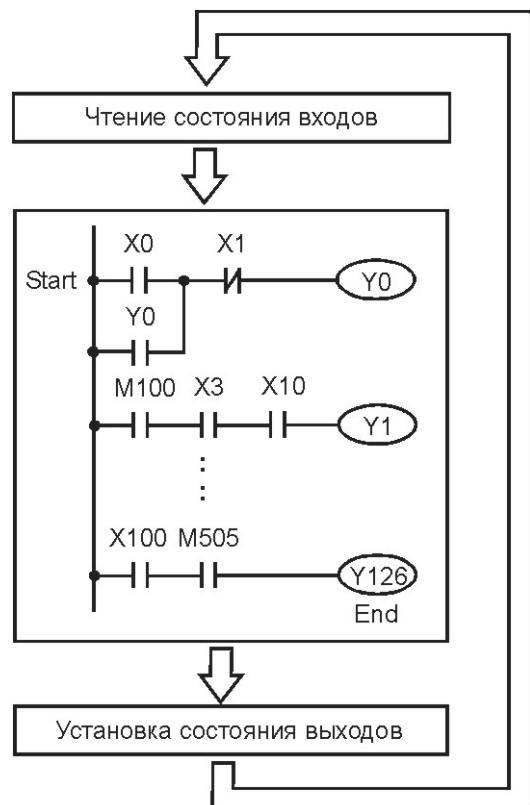 Чтение состояния входов
X0 X1
Start Y0
Y0
M100 X3 X10
Y1
X100 M505
Y126
End
Установка состояния выходов